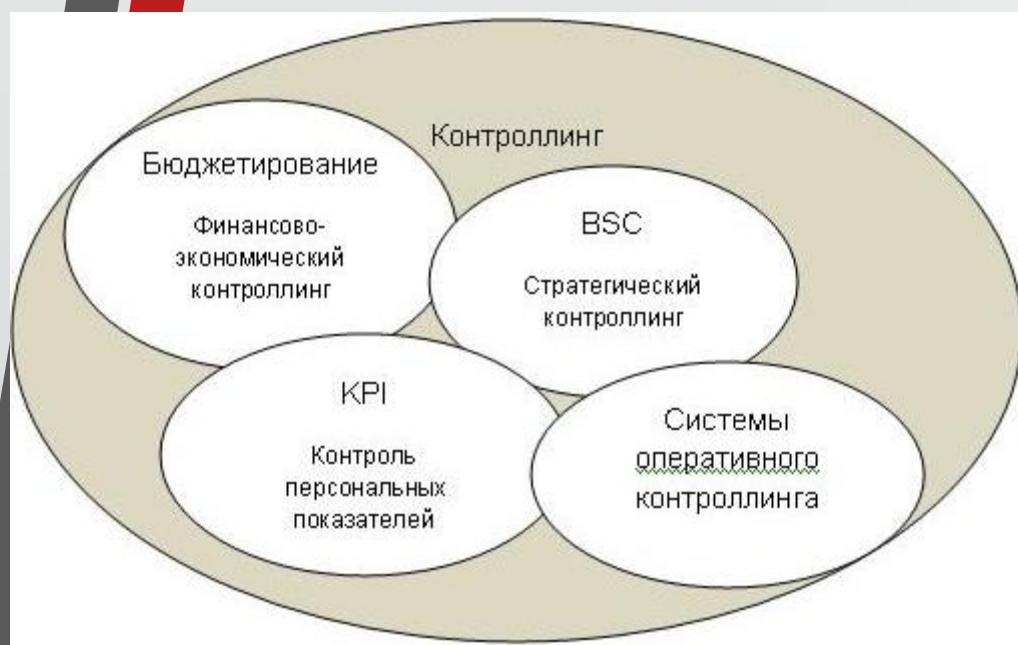 Контроллинг
Бюджетирование
Финансово-
экономический
контроллинг
BSC
Стратегический
контроллинг
KPI
Контроль
персональных
показателей
Системы
оперативного
контроллинга